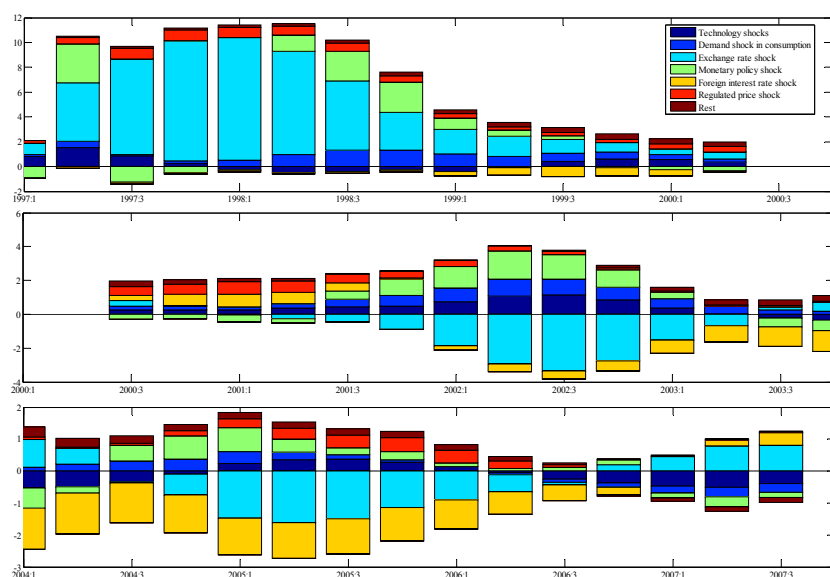 12
10
8
6
4
2
0
-2
Technology shocks
Demand shock in consumption
Exchange rate shock
Monetary policy shock
Foreign interest rate shock
Regulated price shock
Rest
1997:1 1997:3 1998:1 1998:3 1999:1 1999:3 2000:1
6
4
2
0
-2
-4
2000:1 2000:3 2001:1 2001:3 2002:1 2002:3 2003:1 2003:3
2
1
0
-1
-2
-3
2004:1 2004:3 2005:1 2005:3 2006:1 2006:3 2007:1 2007:3